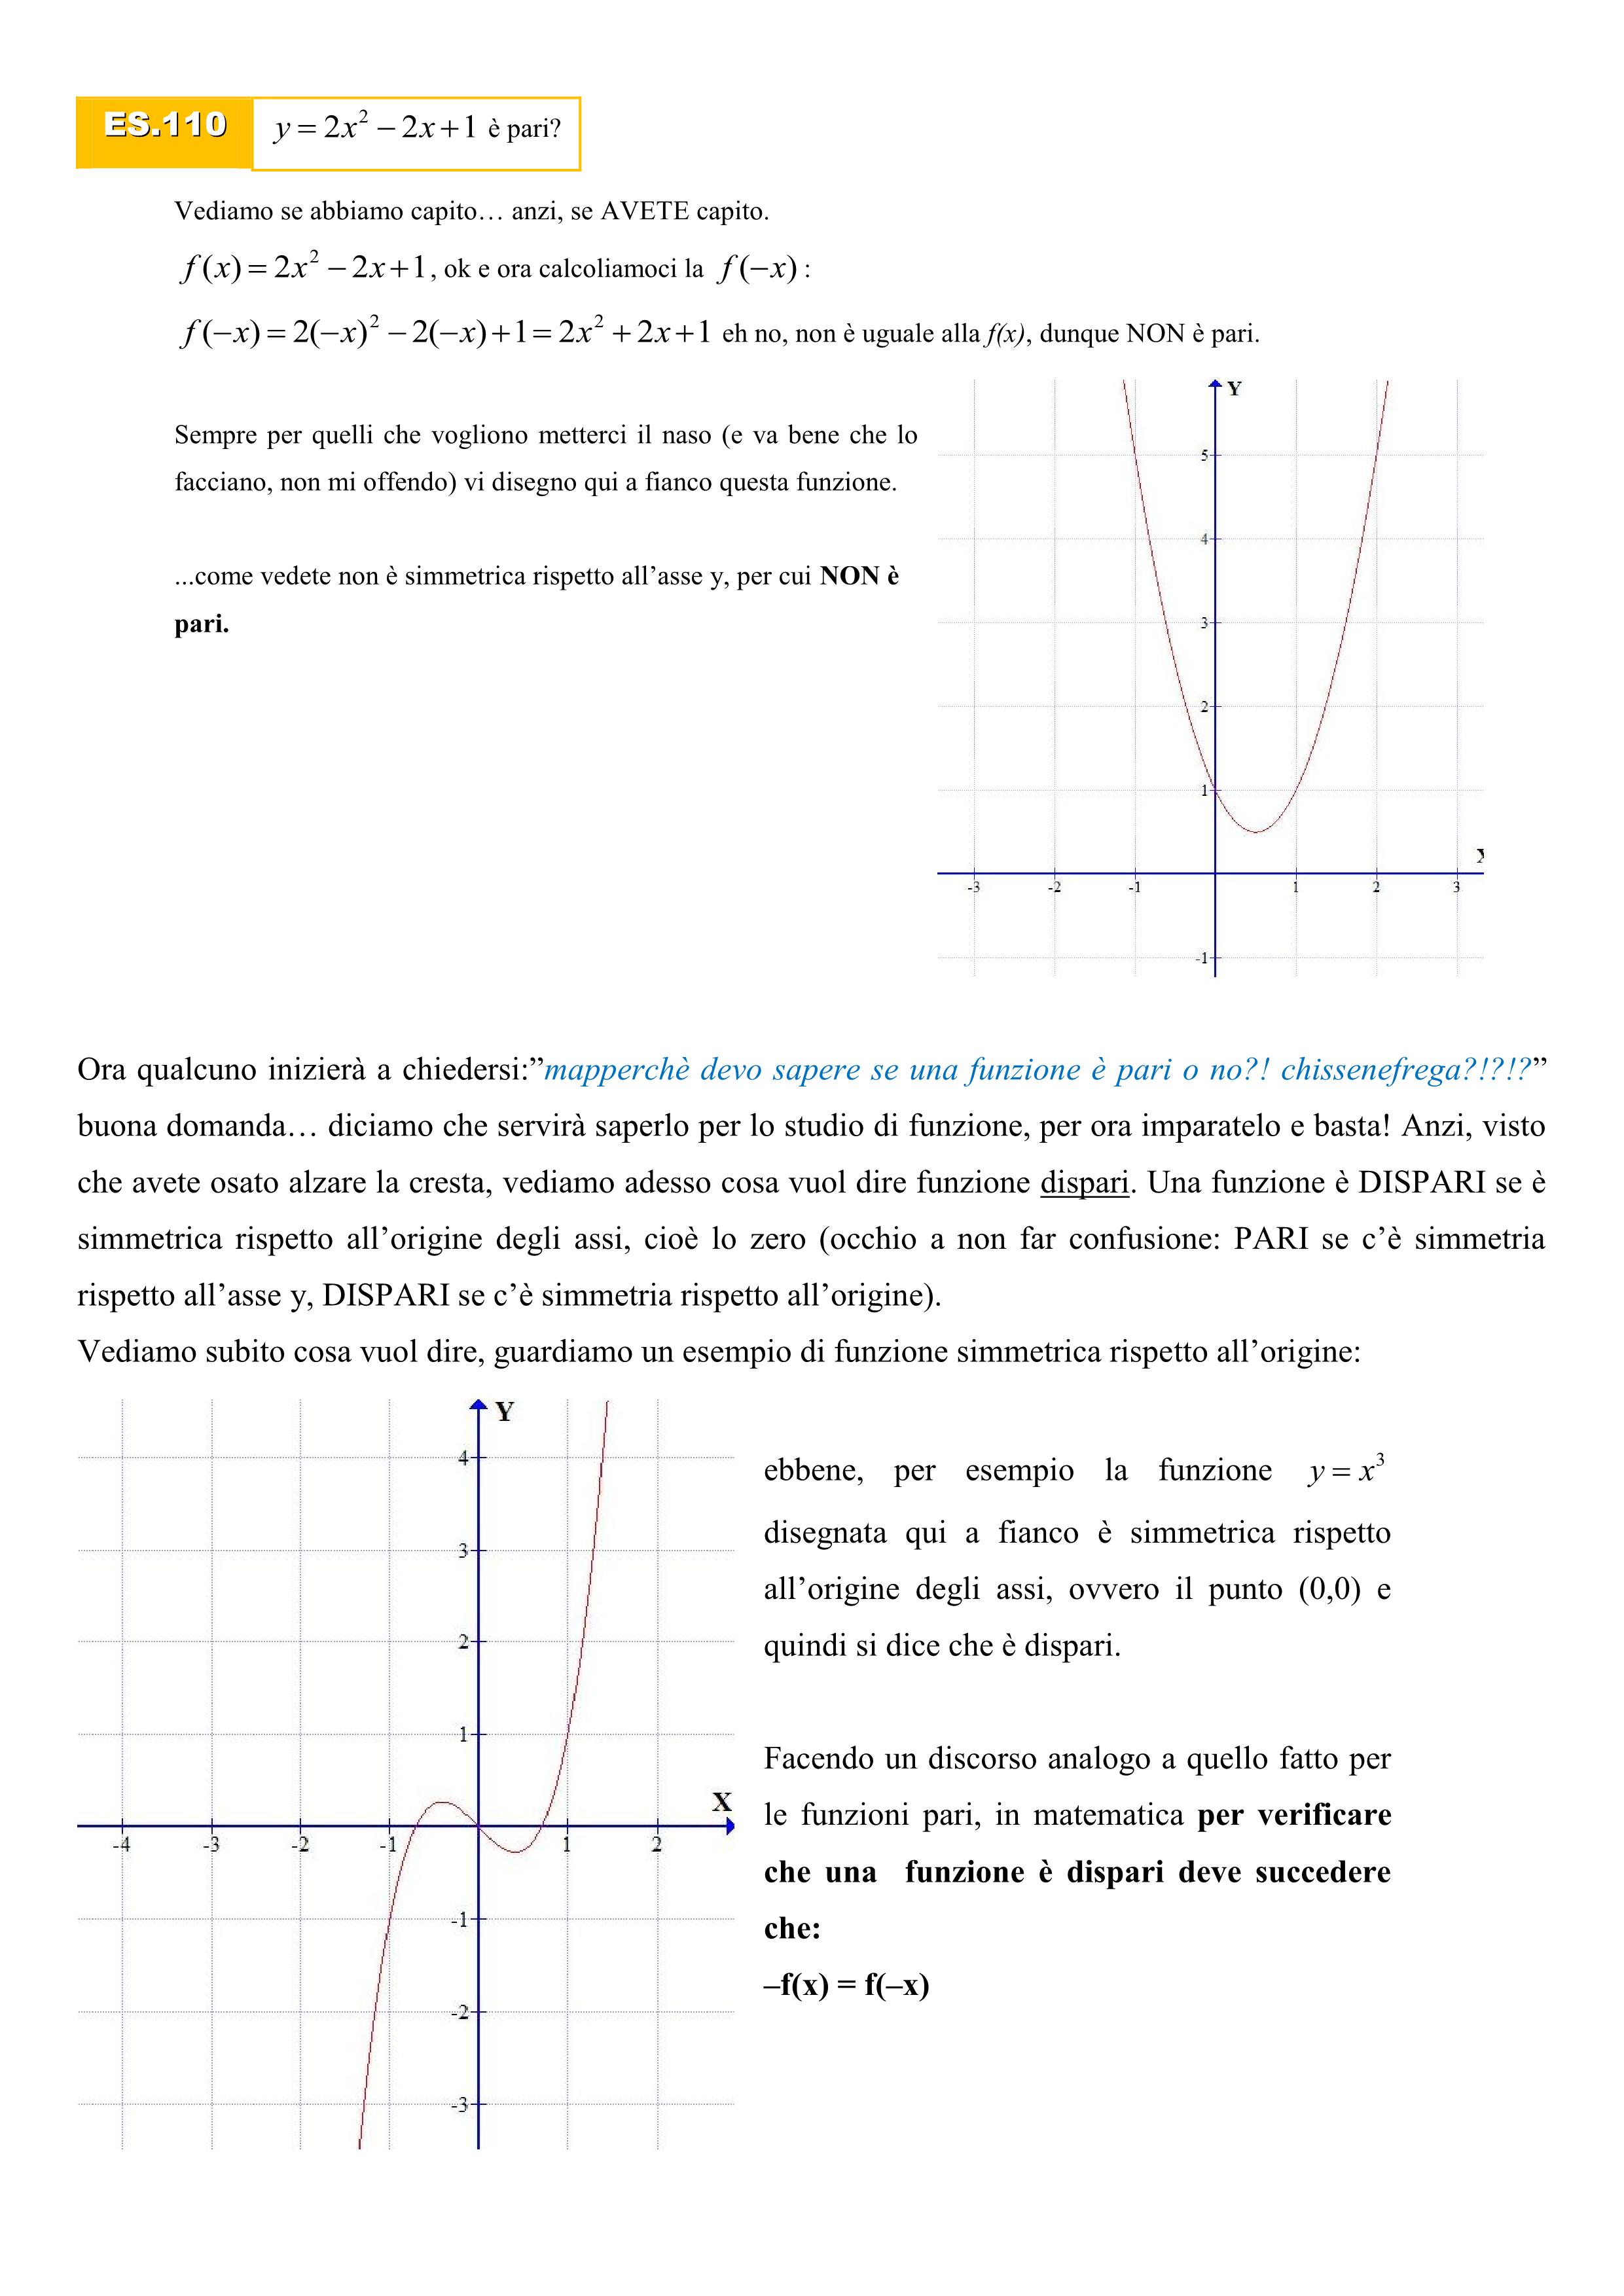 ES.110
y = 2x² − 2x + 1 è pari?
Vediamo se abbiamo capito… anzi, se AVETE capito.
f(x) = 2x² − 2x + 1, ok e ora calcoliamoci la f(−x) :
f(−x) = 2(−x)² − 2(−x) + 1 = 2x² + 2x + 1 eh no, non è uguale alla f(x), dunque NON è pari.
Sempre per quelli che vogliono metterci il naso (e va bene che lo
facciano, non mi offendo) vi disegno qui a fianco questa funzione.
...come vedete non è simmetrica rispetto all’asse y, per cui NON è
pari.
Y
5
4
3
2
1
-3 -2 -1 1 2 3
-1
Ora qualcuno inizierà a chiedersi:”mapperchè devo sapere se una funzione è pari o no?! chissenefrega?!?!?”
buona domanda… diciamo che servirà saperlo per lo studio di funzione, per ora imparatelo e basta! Anzi, visto
che avete osato alzare la cresta, vediamo adesso cosa vuol dire funzione dispari. Una funzione è DISPARI se è
simmetrica rispetto all’origine degli assi, cioè lo zero (occhio a non far confusione: PARI se c’è simmetria
rispetto all’asse y, DISPARI se c’è simmetria rispetto all’origine).
Vediamo subito cosa vuol dire, guardiamo un esempio di funzione simmetrica rispetto all’origine:
Y
4
3
2
1
X
-4 -3 -2 -1 1 2
-1
-2
-3
ebbene, per esempio la funzione y = x³
disegnata qui a fianco è simmetrica rispetto
all’origine degli assi, ovvero il punto (0,0) e
quindi si dice che è dispari.
Facendo un discorso analogo a quello fatto per
le funzioni pari, in matematica per verificare
che una funzione è dispari deve succedere
che:
–f(x) = f(–x)